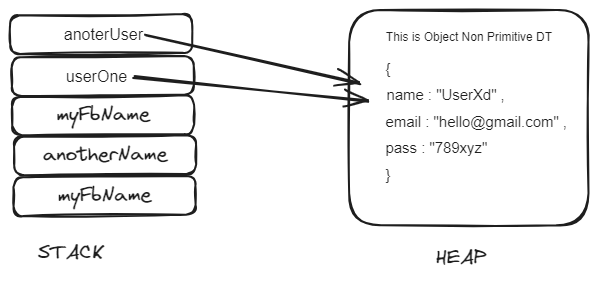 anoterUser
userOne
myFbName
anotherName
myFbName
STACK
This is Object Non Primitive DT
{
name : "UserXd" ,
email : "hello@gmail.com" ,
pass : "789xyz"
}
HEAP